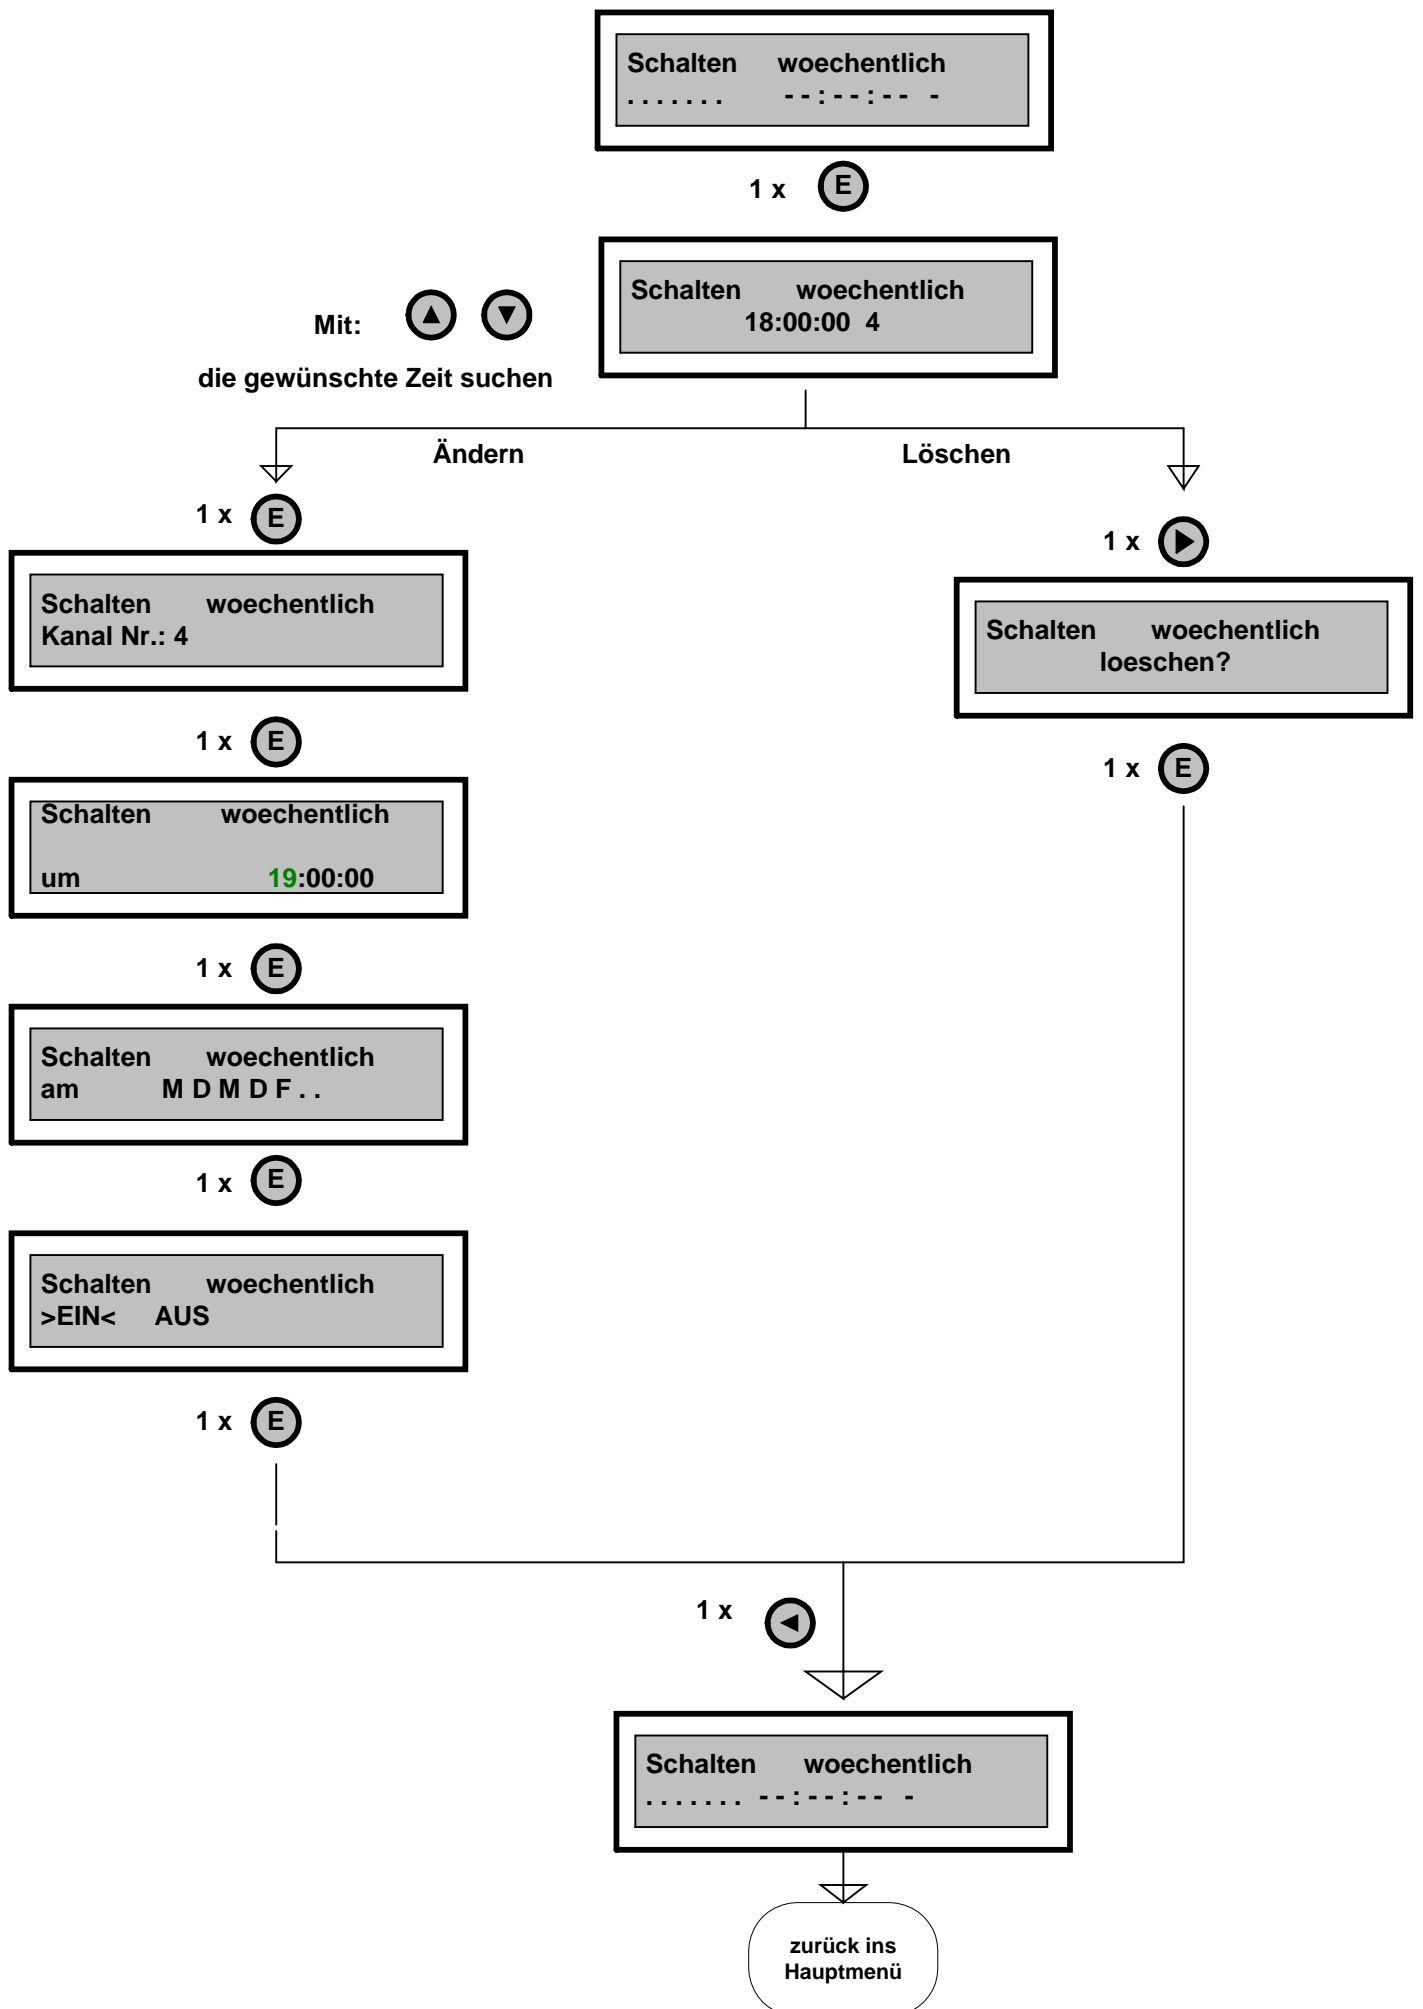 Schalten woechentlich
. . . . . . . - - : - - : - - -
1 x E
Schalten woechentlich
18:00:00 4
Mit:
die gewünschte Zeit suchen
Ändern
Löschen
1 x E
Schalten woechentlich
Kanal Nr.: 4
1 x E
Schalten woechentlich
um 19:00:00
1 x E
Schalten woechentlich
am M D M D F . .
1 x E
Schalten woechentlich
>EIN< AUS
1 x E
1 x
Schalten woechentlich
loeschen?
1 x E
1 x
Schalten woechentlich
. . . . . . . - - : - - : - - -
zurück ins
Hauptmenü